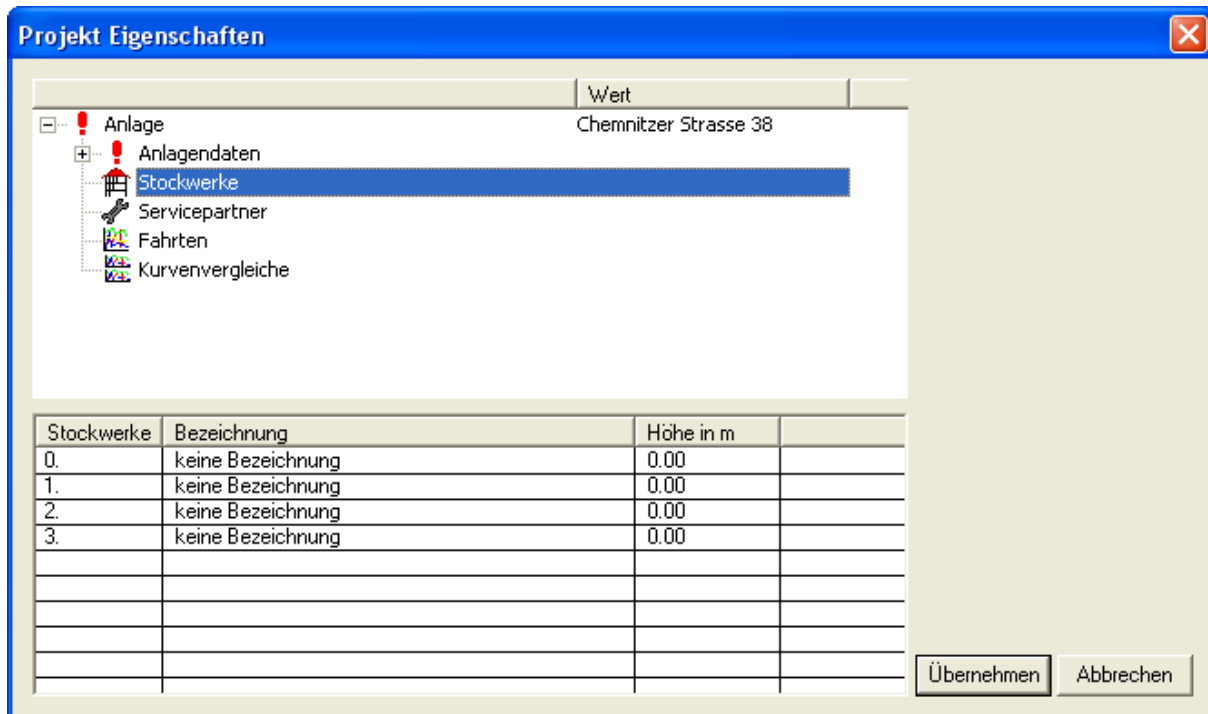 Projekt Eigenschaften
Wert
Anlage Chemnitzer Strasse 38
Anlagendaten
Stockwerke
Servicepartner
Fahrten
Kurvenvergleiche
Stockwerke Bezeichnung Höhe in m
0. keine Bezeichnung 0.00
1. keine Bezeichnung 0.00
2. keine Bezeichnung 0.00
3. keine Bezeichnung 0.00
Übernehmen Abbrechen